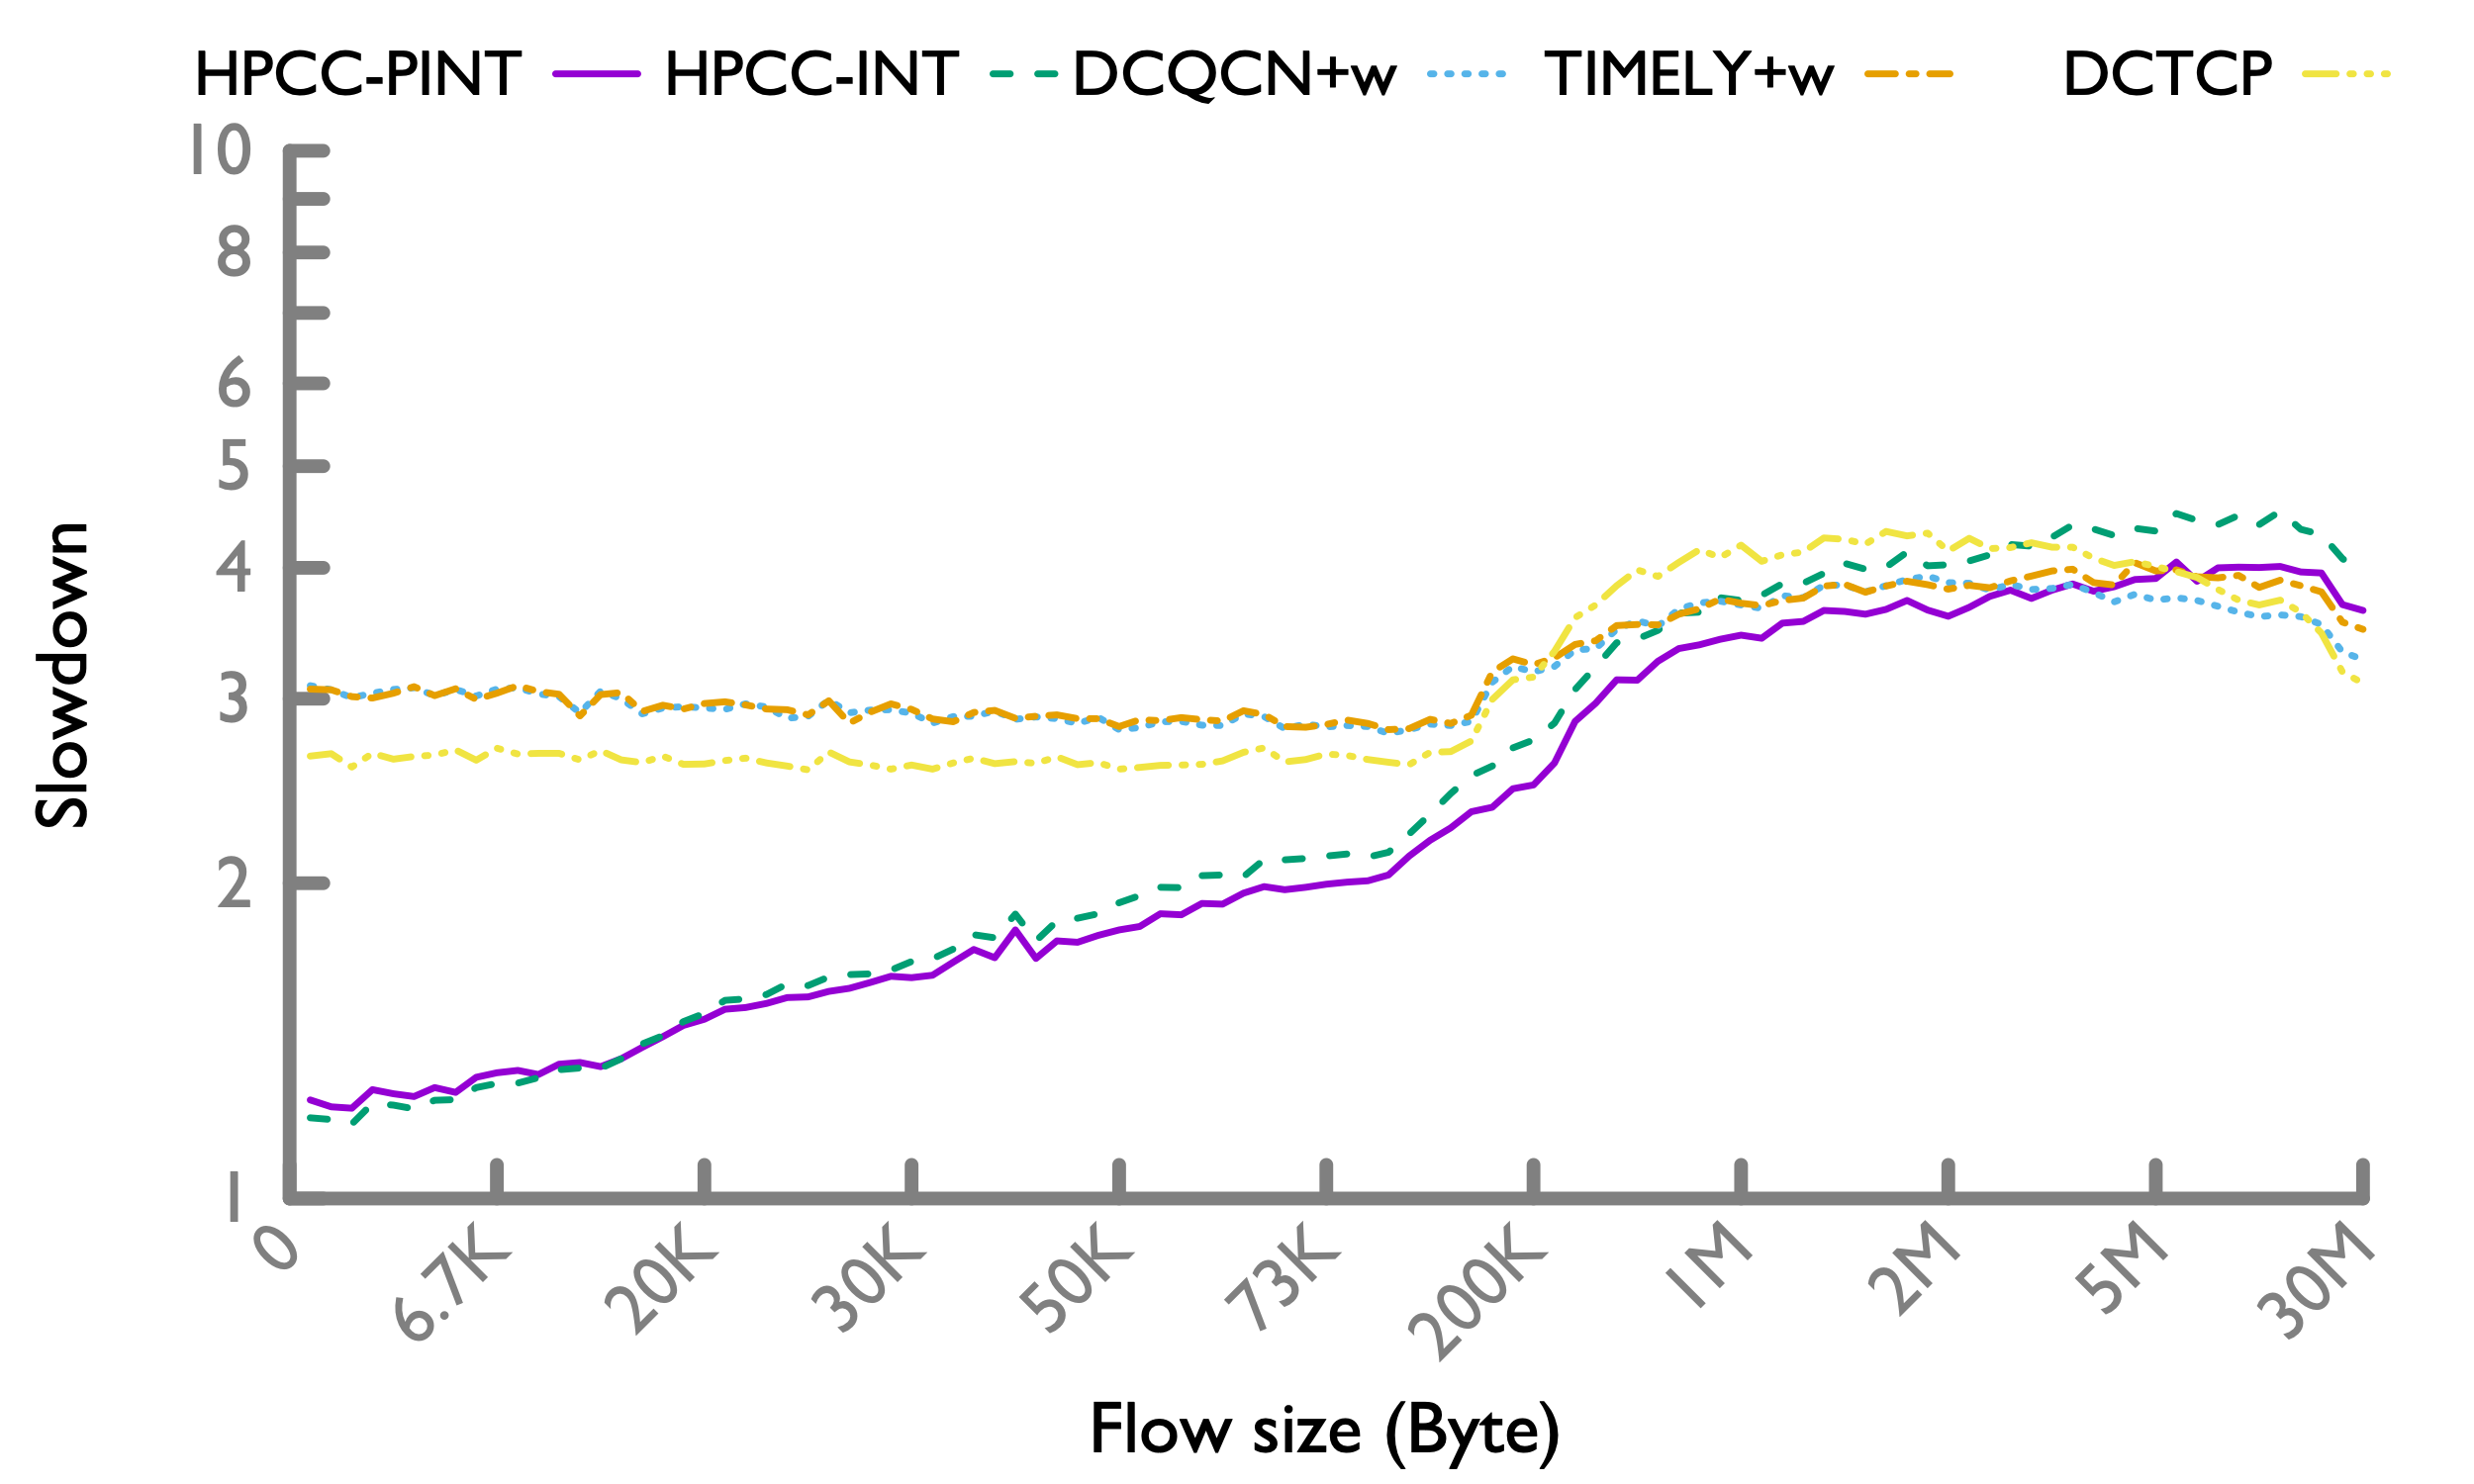 HPCC-PINT HPCC-INT DCQCN+w TIMELY+w DCTCP
10
8
6
5
4
3
2
1
Slowdown
0 6.7K 20K 30K 50K 73K 200K 1M 2M 5M 30M
Flow size (Byte)